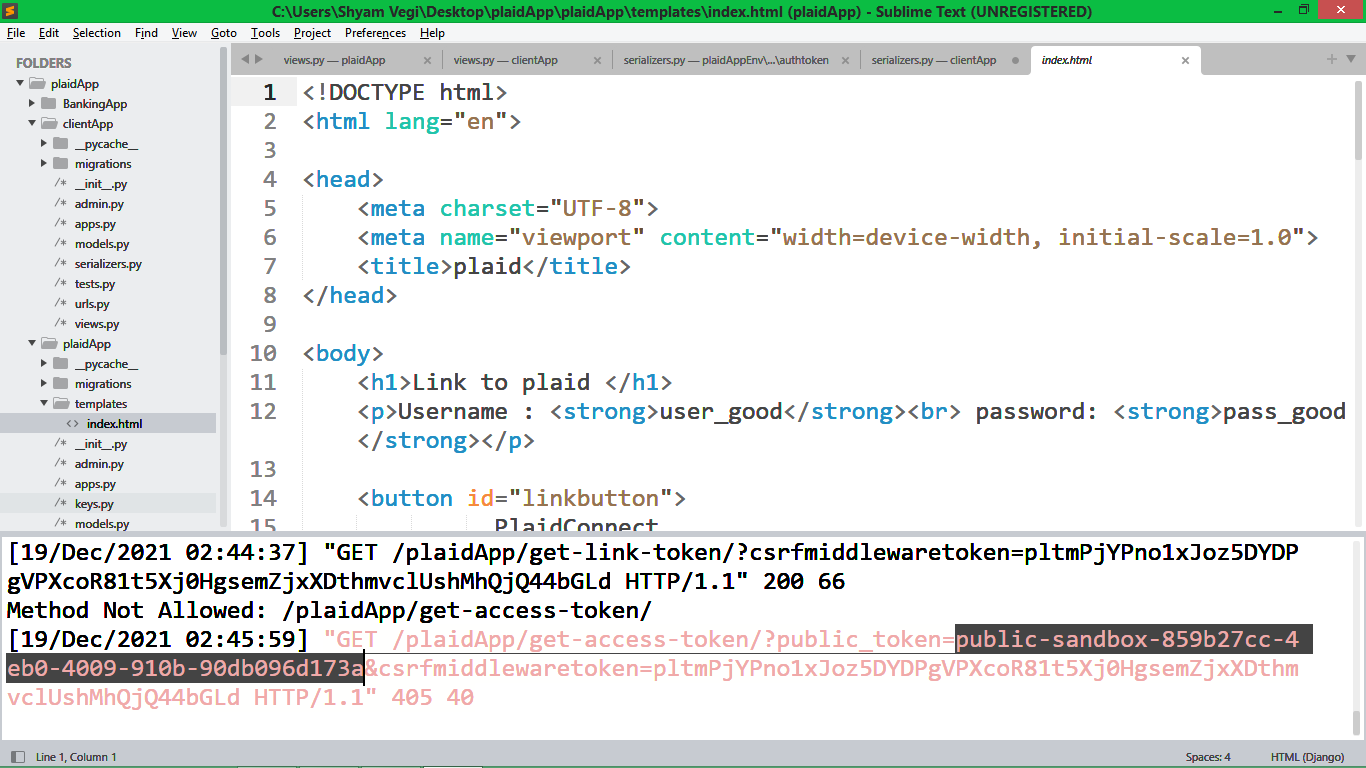 C:\Users\Shyam Vegi\Desktop\plaidApp\plaidApp\templates\index.html (plaidApp) - Sublime Text (UNREGISTERED)
File Edit Selection Find View Goto Tools Project Preferences Help
FOLDERS
plaidApp
BankingApp
clientApp
__pycache__
migrations
/* __init__.py
/* admin.py
/* apps.py
/* models.py
/* serializers.py
/* tests.py
/* urls.py
/* views.py
plaidApp
__pycache__
migrations
templates
<> index.html
/* __init__.py
/* admin.py
/* apps.py
/* keys.py
/* models.py
views.py — plaidApp views.py — clientApp serializers.py — plaidAppEnv\...\authtoken serializers.py — clientApp index.html
1 <!DOCTYPE html>
2 <html lang="en">
3
4 <head>
5 <meta charset="UTF-8">
6 <meta name="viewport" content="width=device-width, initial-scale=1.0">
7 <title>plaid</title>
8 </head>
9
10 <body>
11 <h1>Link to plaid </h1>
12 <p>Username : <strong>user_good</strong><br> password: <strong>pass_good
</strong></p>
13
14 <button id="linkbutton">
15 PlaidConnect
[19/Dec/2021 02:44:37] "GET /plaidApp/get-link-token/?csrfmiddlewaretoken=pltmPjYPno1xJoz5DYDP
gVPXcoR81t5Xj0HgsemZjxXDthmvclUshMhQjQ44bGLd HTTP/1.1" 200 66
Method Not Allowed: /plaidApp/get-access-token/
[19/Dec/2021 02:45:59] "GET /plaidApp/get-access-token/?public_token=public-sandbox-859b27cc-4
eb0-4009-910b-90db096d173a&csrfmiddlewaretoken=pltmPjYPno1xJoz5DYDPgVPXcoR81t5Xj0HgsemZjxXDthm
vclUshMhQjQ44bGLd HTTP/1.1" 405 40
Line 1, Column 1 Spaces: 4 HTML (Django)